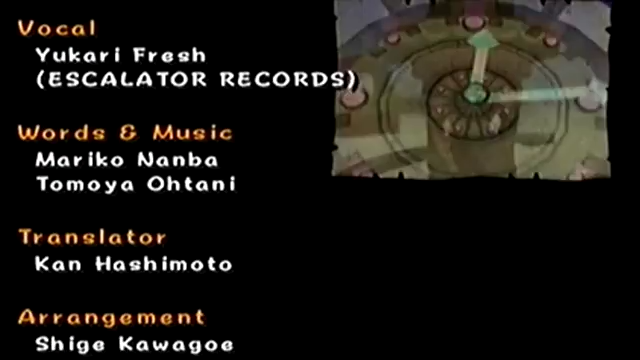 Vocal
Yukari Fresh
(ESCALATOR RECORDS)
Words & Music
Mariko Nanba
Tomoya Ohtani
Translator
Kan Hashimoto
Arrangement
Shige Kawagoe